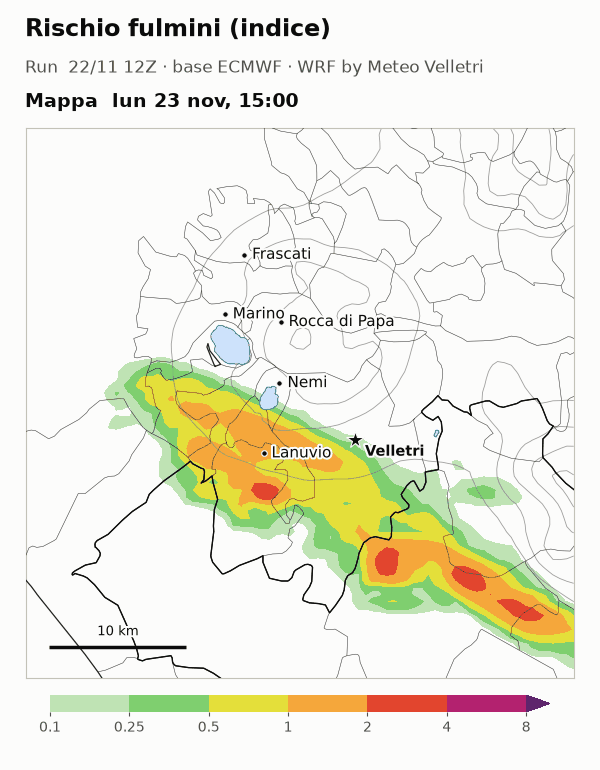 Rischio fulmini (indice)
Run  22/11 12Z · base ECMWF · WRF by Meteo Velletri
Mappa  lun 23 nov, 15:00
Frascati
Marino
Rocca di Papa
Nemi
Velletri
Lanuvio
10 km
0.1 0.25 0.5 1 2 4 8